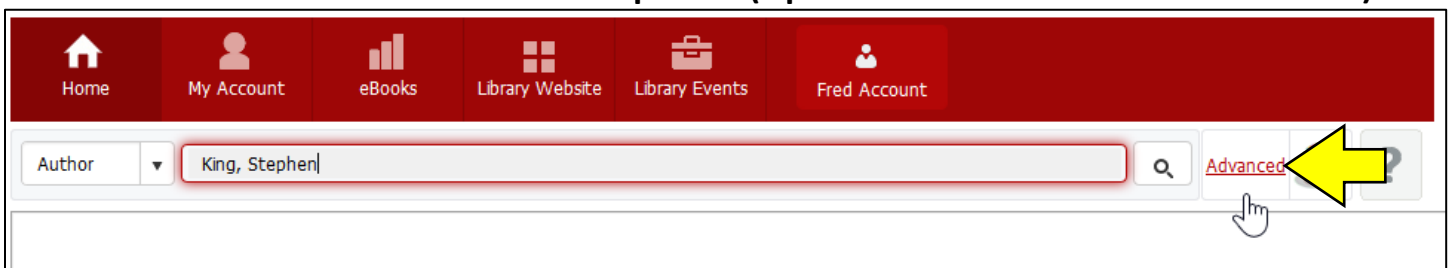 Home My Account eBooks Library Website Library Events Fred Account
Author King, Stephen Advanced ?